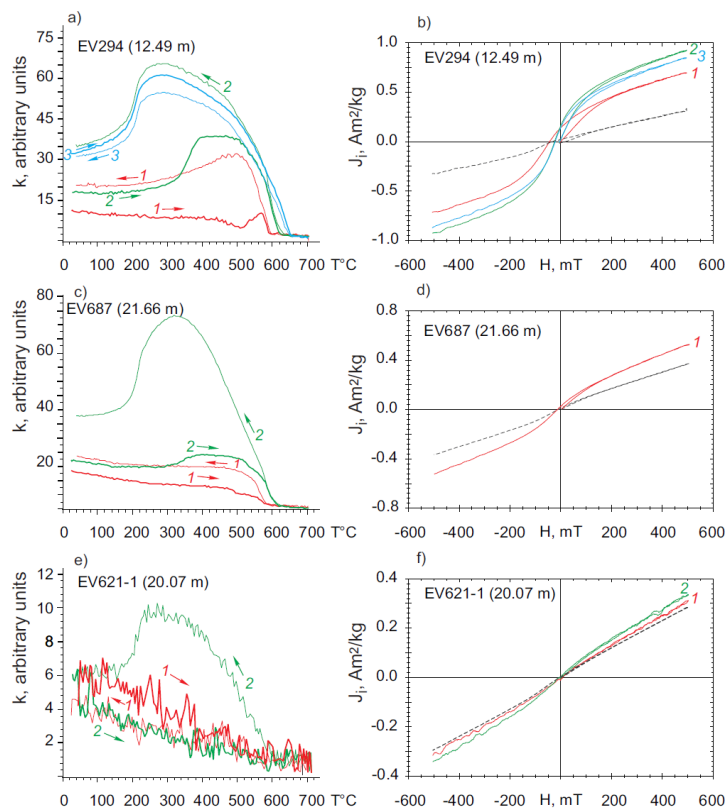 a)
EV294 (12.49 m)
k, arbitrary units
75
60
45
30
15
0 100 200 300 400 500 600 700 T°C
1
1
2
2
3
3
b)
EV294 (12.49 m)
Ji, Am²/kg
1.0
0.5
0.0
-0.5
-1.0
-600 -400 -200 0 200 400 600
H, mT
2
3
1
c)
EV687 (21.66 m)
k, arbitrary units
80
60
40
20
0 100 200 300 400 500 600 700 T°C
1
1
2
2
d)
EV687 (21.66 m)
Ji, Am²/kg
0.8
0.4
0.0
-0.4
-0.8
-600 -400 -200 0 200 400 600
H, mT
1
e)
EV621-1 (20.07 m)
k, arbitrary units
12
10
8
6
4
2
0 100 200 300 400 500 600 700 T°C
1
1
2
2
f)
EV621-1 (20.07 m)
Ji, Am²/kg
0.4
0.2
0.0
-0.2
-0.4
-600 -400 -200 0 200 400 600
H, mT
2
1